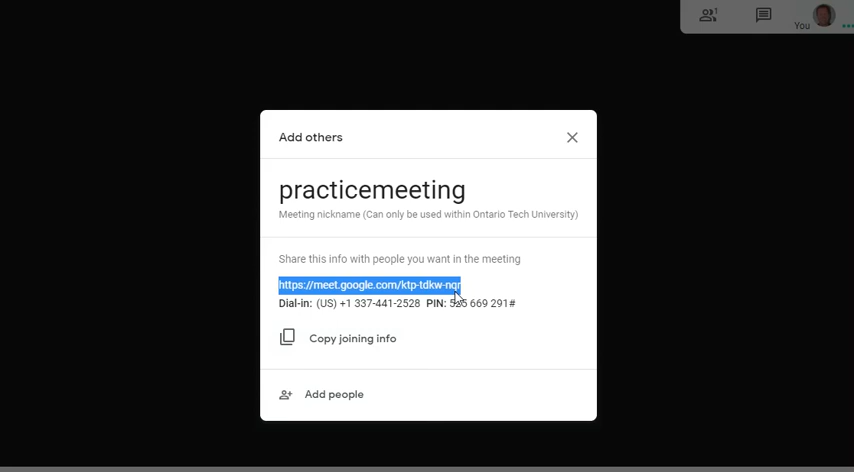 You
Add others
practicemeeting
Meeting nickname (Can only be used within Ontario Tech University)
Share this info with people you want in the meeting
https://meet.google.com/ktp-tdkw-nqr
Dial-in: (US) +1 337-441-2528 PIN: 669 291#
Copy joining info
Add people